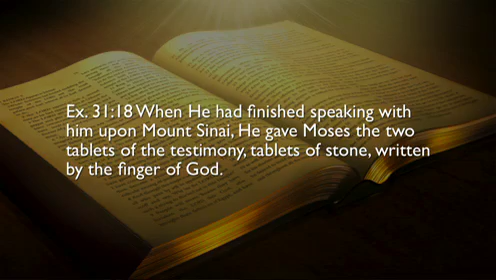 Ex. 31:18 When He had finished speaking with
him upon Mount Sinai, He gave Moses the two
tablets of the testimony, tablets of stone, written
by the finger of God.